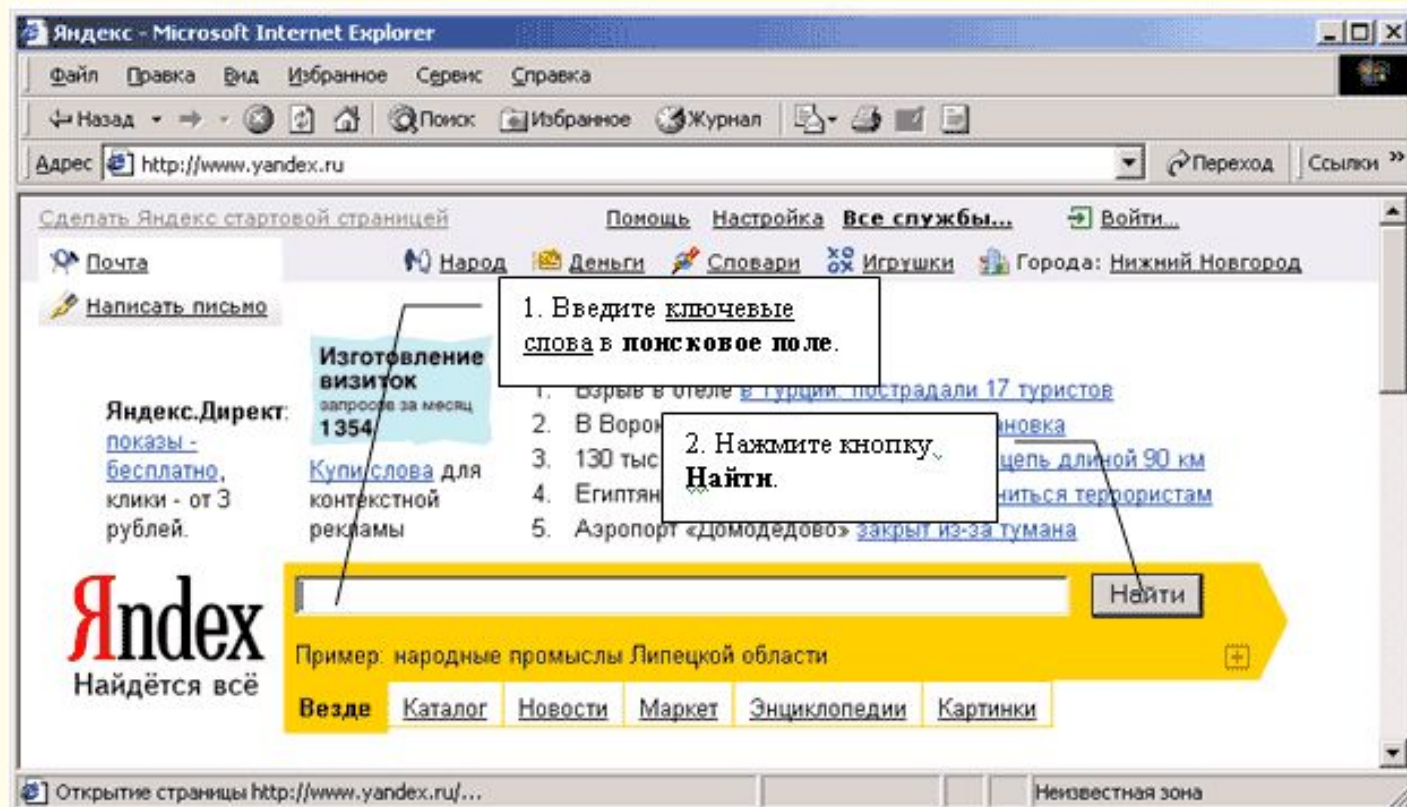 Яндекс - Microsoft Internet Explorer
Файл Правка Вид Избранное Сервис Справка
Назад Поиск Избранное Журнал
Адрес http://www.yandex.ru Переход Ссылки »
Сделать Яндекс стартовой страницей Помощь Настройка Все службы... Войти...
Почта Народ Деньги Словари Игрушки Города: Нижний Новгород
Написать письмо
1. Введите ключевые
слова в поисковое поле.
Изготовление
визиток
запросов за месяц
1354
Яндекс.Директ:
показы -
бесплатно,
клики - от 3
рублей.
Купи слова для
контекстной
рекламы
1. Взрыв в отеле в Турции: пострадали 17 туристов
2. В
3. 130 тыс цепь длиной 90 км
4. террористам
5. Аэропорт «Домодедово» закрыт из-за тумана
2. Нажмите кнопку
Найти.
Яndex
Найдётся всё
Найти
Пример: народные промыслы Липецкой области
Везде Каталог Новости Маркет Энциклопедии Картинки
Открытие страницы http://www.yandex.ru/... Неизвестная зона